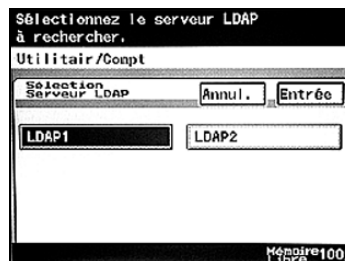 Sélectionnez le serveur LDAP
à rechercher.
Utilitair/Compt
Sélection
Serveur LDAP
Annul.
Entrée
LDAP1
LDAP2
Mémoire
Libre 100